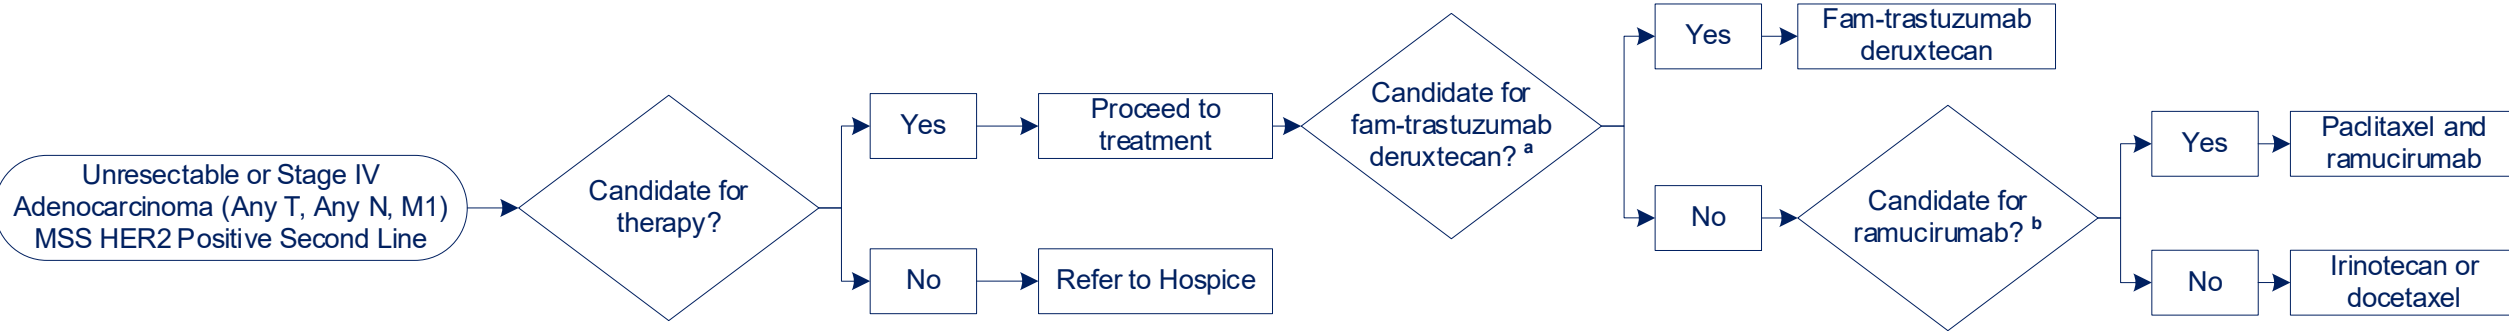 Unresectable or Stage IV
Adenocarcinoma (Any T, Any N, M1)
MSS HER2 Positive Second Line
Candidate for
therapy?
Yes
Proceed to
treatment
No
Refer to Hospice
Candidate for
fam-trastuzumab
deruxtecan? a
Yes
Fam-trastuzumab
deruxtecan
No
Candidate for
ramucirumab? b
Yes
Paclitaxel and
ramucirumab
No
Irinotecan or
docetaxel